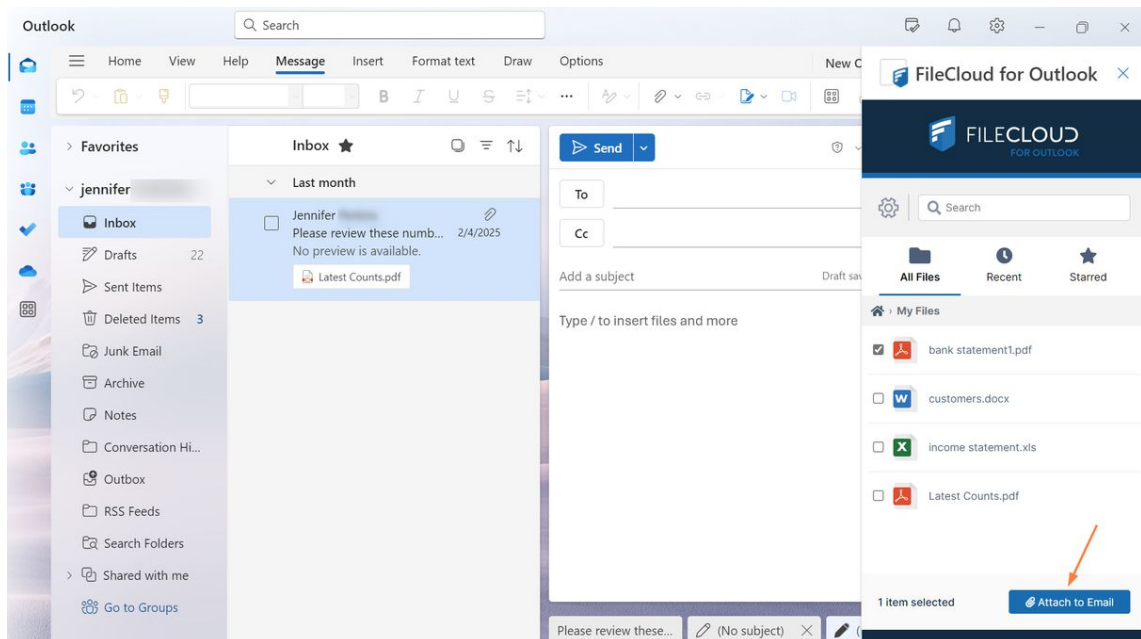 Outlook
Search
Home View Help Message Insert Format text Draw Options
New C
B I U S
Favorites
jennifer
Inbox
Drafts 22
Sent Items
Deleted Items 3
Junk Email
Archive
Notes
Conversation Hi...
Outbox
RSS Feeds
Search Folders
Shared with me
Go to Groups
Inbox
Last month
Jennifer
Please review these numb... 2/4/2025
No preview is available.
Latest Counts.pdf
Send
To
Cc
Add a subject Draft sav
Type / to insert files and more
Please review these... (No subject) (
FileCloud for Outlook
FILECLOUD
FOR OUTLOOK
Search
All Files Recent Starred
My Files
bank statement1.pdf
W customers.docx
X income statement.xls
Latest Counts.pdf
1 item selected Attach to Email